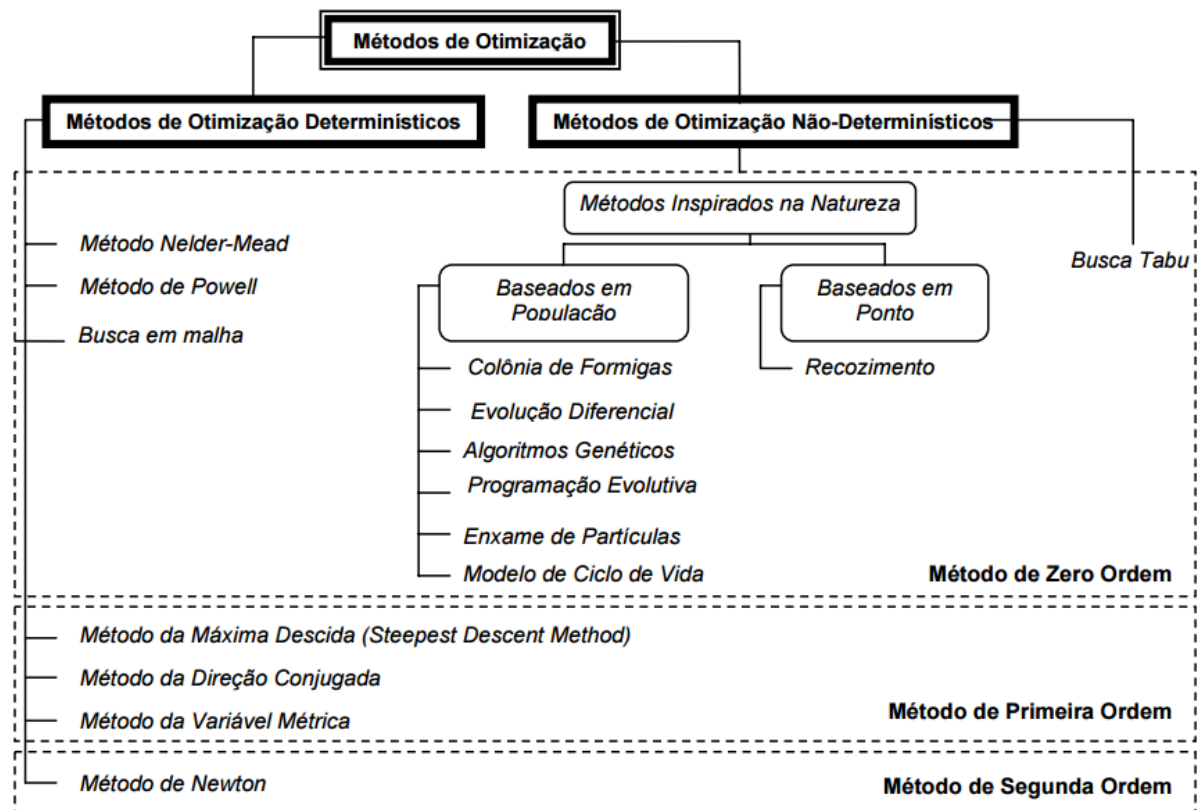 Métodos de Otimização
Métodos de Otimização Determinísticos
Métodos de Otimização Não-Determinísticos
Métodos Inspirados na Natureza
Método Nelder-Mead
Busca Tabu
Método de Powell
Baseados em
População
Baseados em
Ponto
Busca em malha
Colônia de Formigas
Recozimento
Evolução Diferencial
Algoritmos Genéticos
Programação Evolutiva
Enxame de Partículas
Modelo de Ciclo de Vida
Método de Zero Ordem
Método da Máxima Descida (Steepest Descent Method)
Método da Direção Conjugada
Método da Variável Métrica
Método de Primeira Ordem
Método de Newton
Método de Segunda Ordem